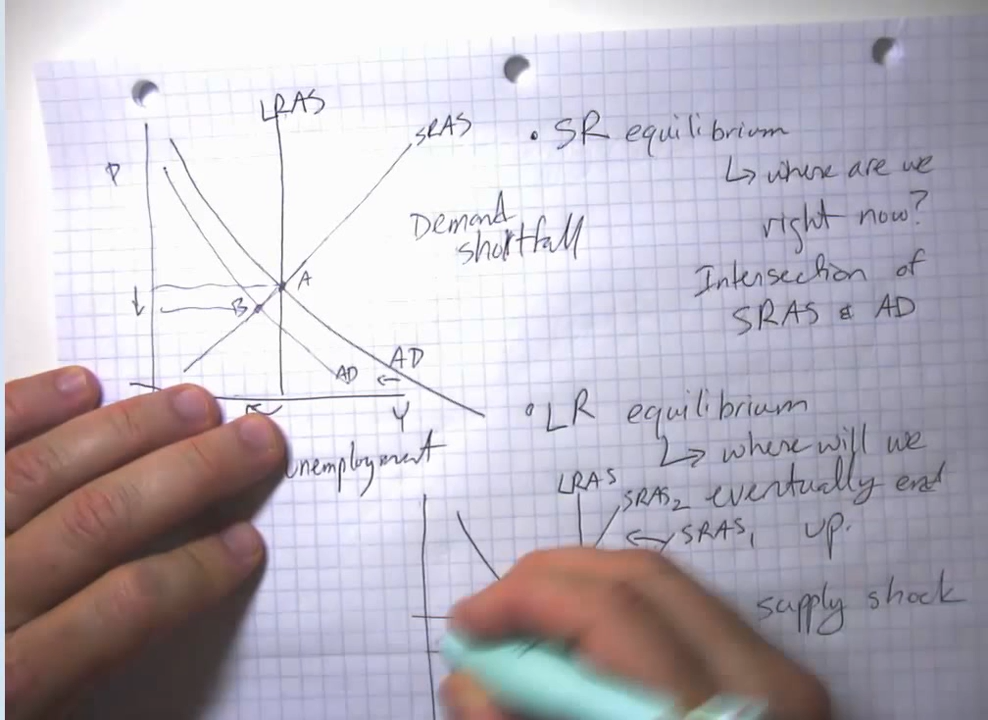 LRAS
SRAS
P
Demand
shortfall
A
B
AD
AD
Y
unemployment
• SR equilibrium
↳ where are we
right now?
Intersection of
SRAS & AD
• LR equilibrium
↳ where will we
eventually end
up.
LRAS
SRAS₂
← SRAS₁
supply shock